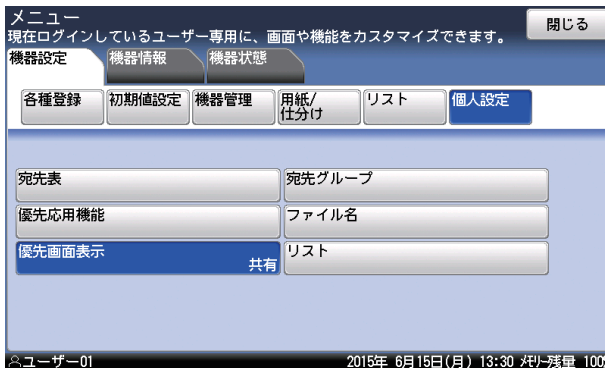 メニュー
現在ログインしているユーザー専用に、画面や機能をカスタマイズできます。
閉じる
機器設定 機器情報 機器状態
各種登録 初期値設定 機器管理 用紙/
仕分け リスト 個人設定
宛先表 宛先グループ
優先応用機能 ファイル名
優先画面表示 リスト
共有
ユーザー01 2015年 6月15日(月) 13:30 メモリー残量 100%